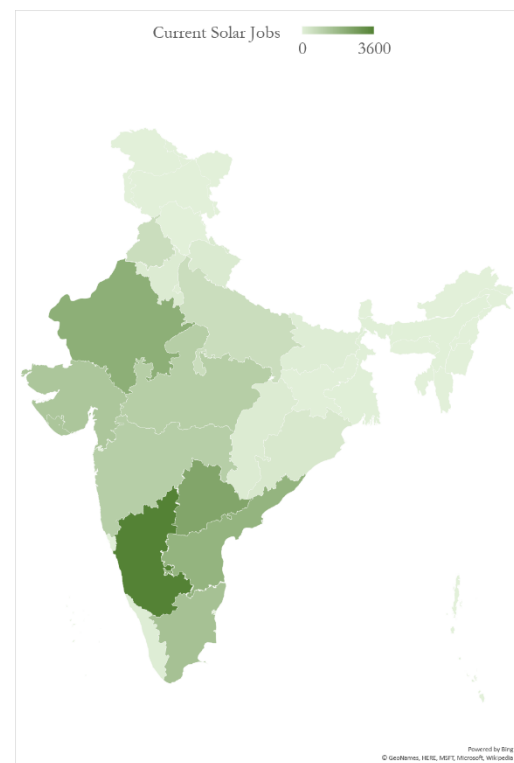 Current Solar Jobs
0 3600
Powered by Bing
© GeoNames, HERE, MSFT, Microsoft, Wikipedia